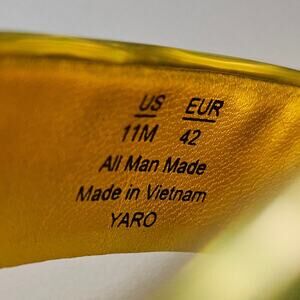 US EUR
11M 42
All Man Made
Made in Vietnam
YARO